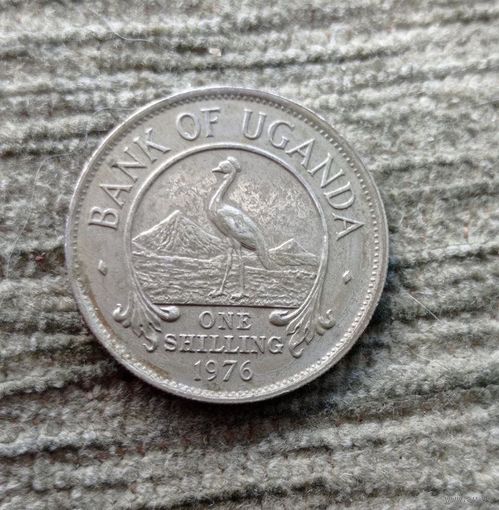 BANK OF UGANDA
ONE
SHILLING
1976